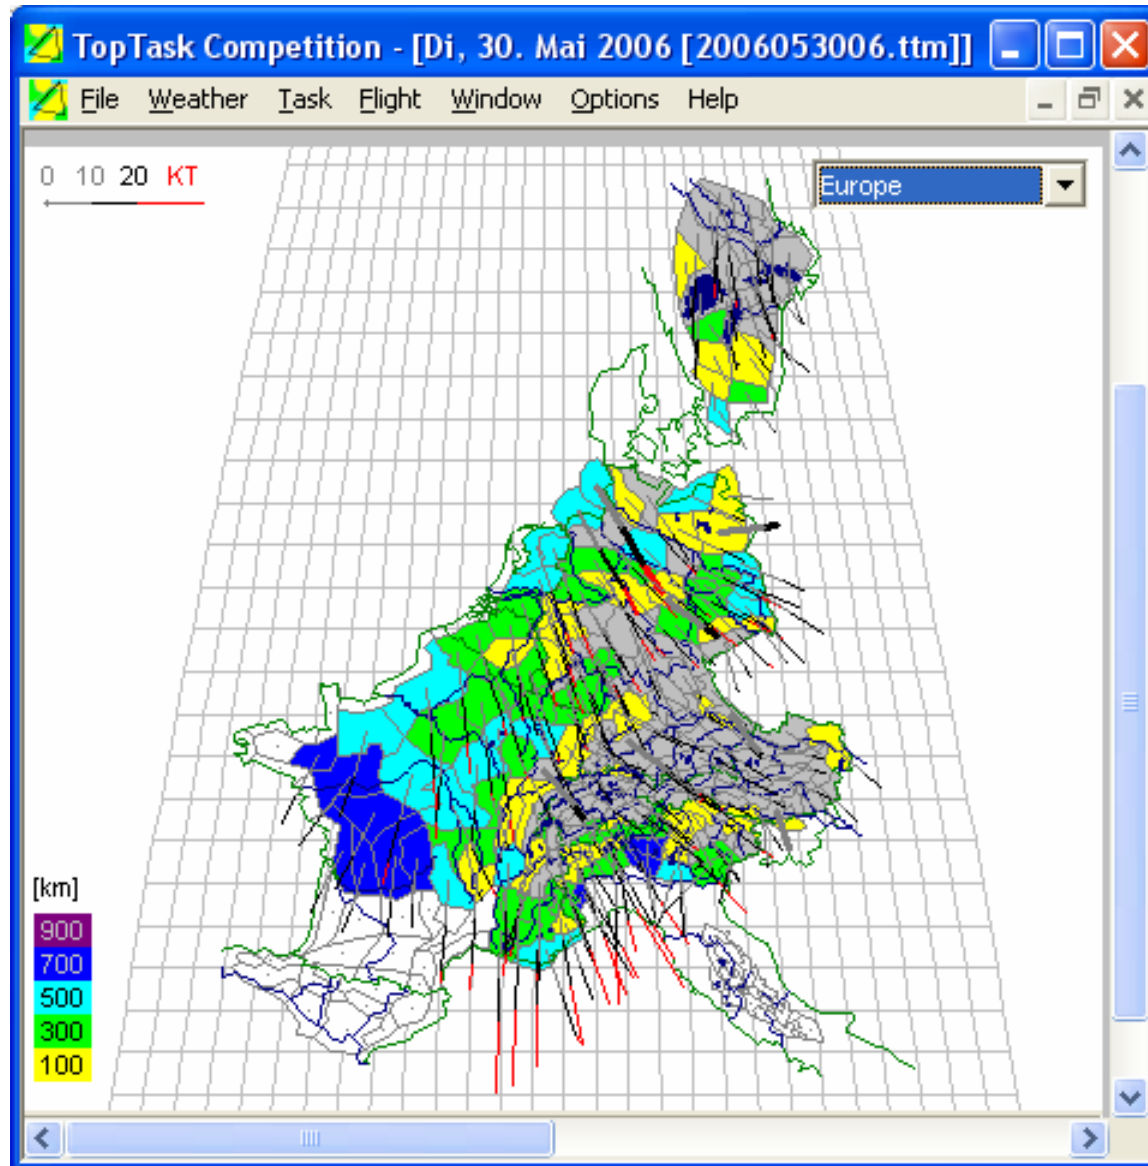 TopTask Competition - [Di, 30. Mai 2006 [2006053006.ttm]]
File Weather Task Flight Window Options Help
0 10 20 KT
Europe
[km]
900
700
500
300
100